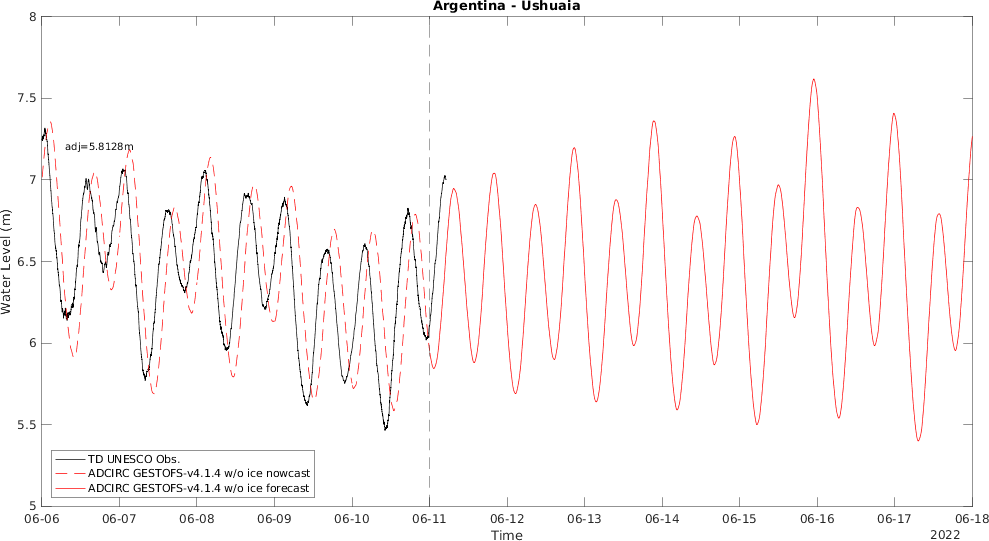 Argentina - Ushuaia
8
7.5
7
6.5
6
5.5
5
Water Level (m)
adj=5.8128m
TD UNESCO Obs.
ADCIRC GESTOFS-v4.1.4 w/o ice nowcast
ADCIRC GESTOFS-v4.1.4 w/o ice forecast
06-06 06-07 06-08 06-09 06-10 06-11 06-12 06-13 06-14 06-15 06-16 06-17 06-18
Time
2022